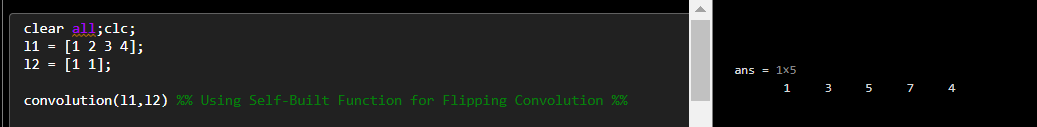 clear all;clc;
l1 = [1 2 3 4];
l2 = [1 1];
convolution(l1,l2) %% Using Self-Built Function for Flipping Convolution %%
ans = 1×5
1 3 5 7 4